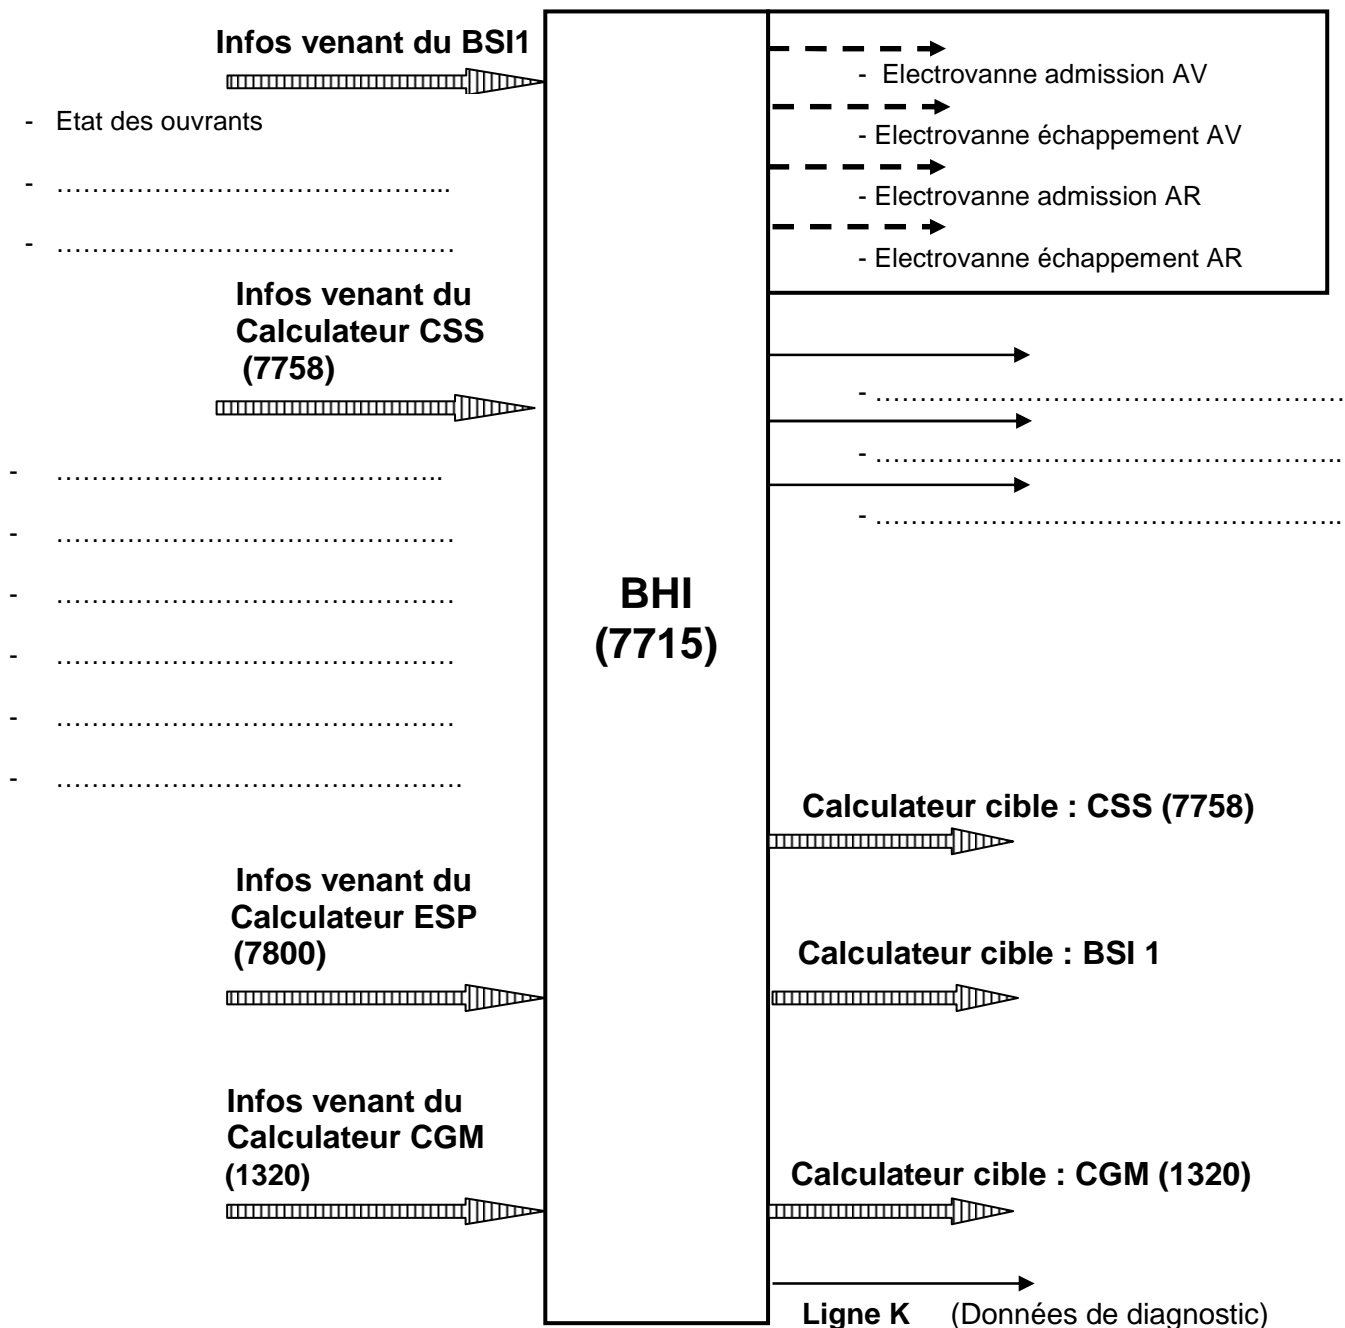 Infos venant du BSI1
- Etat des ouvrants
- ………………………………………...
- ………………………………………
Infos venant du
Calculateur CSS
(7758)
- ……………………………………..
- ………………………………………
- ………………………………………
- ………………………………………
- ………………………………………
- ……………………………………….
Infos venant du
Calculateur ESP
(7800)
Infos venant du
Calculateur CGM
(1320)
BHI
(7715)
- Electrovanne admission AV
- Electrovanne échappement AV
- Electrovanne admission AR
- Electrovanne échappement AR
- ………………………………………………
- ……………………………………………..
- ……………………………………………..
Calculateur cible : CSS (7758)
Calculateur cible : BSI 1
Calculateur cible : CGM (1320)
Ligne K (Données de diagnostic)